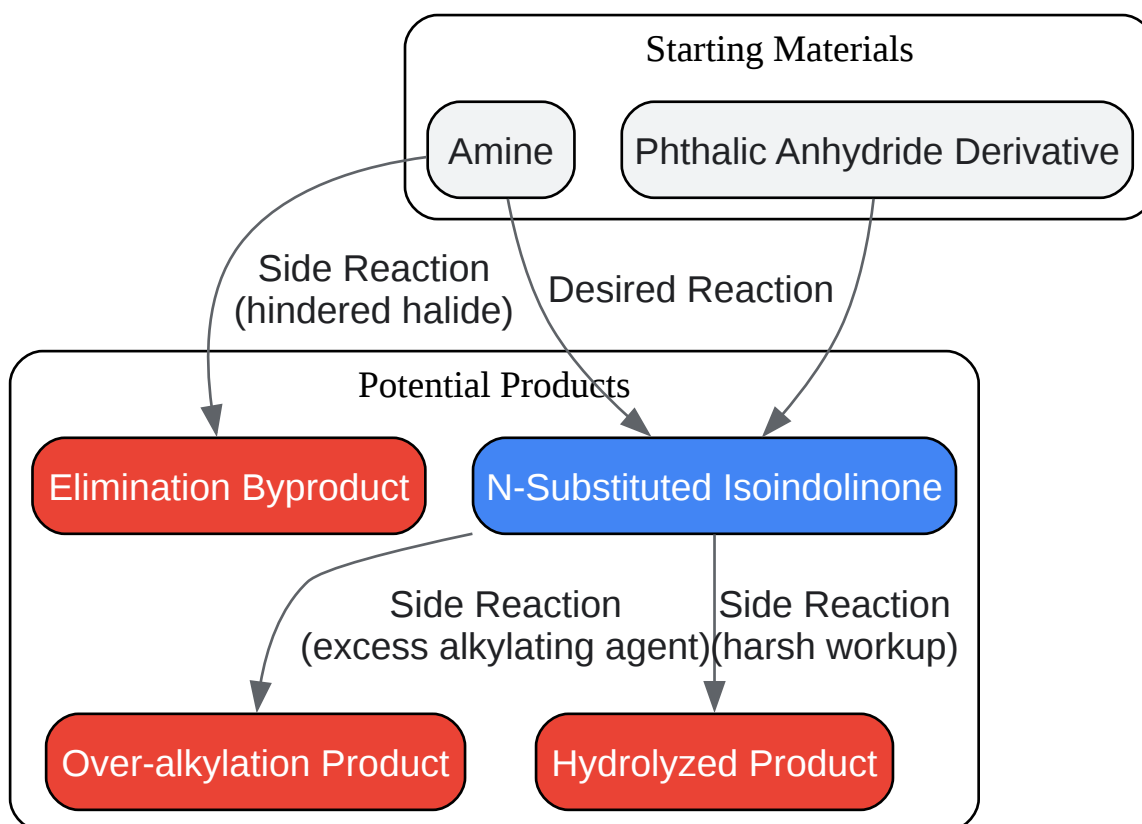 Starting Materials
Amine
Phthalic Anhydride Derivative
Side Reaction
(hindered halide)
Desired Reaction
Potential Products
Elimination Byproduct
N-Substituted Isoindolinone
Side Reaction
(excess alkylating agent)
Side Reaction
(harsh workup)
Over-alkylation Product
Hydrolyzed Product